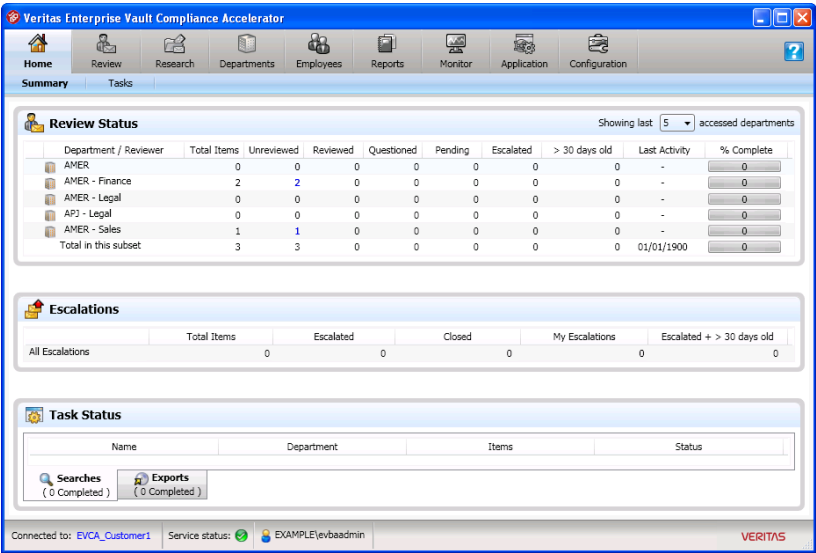 Veritas Enterprise Vault Compliance Accelerator
Home Review Research Departments Employees Reports Monitor Application Configuration ?
Summary Tasks
Review Status Showing last 5 accessed departments
Department / Reviewer Total Items Unreviewed Reviewed Questioned Pending Escalated > 30 days old Last Activity % Complete
AMER 0 0 0 0 0 0 0 - 0
AMER - Finance 2 2 0 0 0 0 0 - 0
AMER - Legal 0 0 0 0 0 0 0 - 0
APJ - Legal 0 0 0 0 0 0 0 - 0
AMER - Sales 1 1 0 0 0 0 0 - 0
Total in this subset 3 3 0 0 0 0 0 01/01/1900 0
Escalations
Total Items Escalated Closed My Escalations Escalated + > 30 days old
All Escalations 0 0 0 0 0
Task Status
Name Department Items Status
Searches Exports
( 0 Completed ) ( 0 Completed )
Connected to: EVCA_Customer1 Service status: EXAMPLE\evbaadmin VERITAS